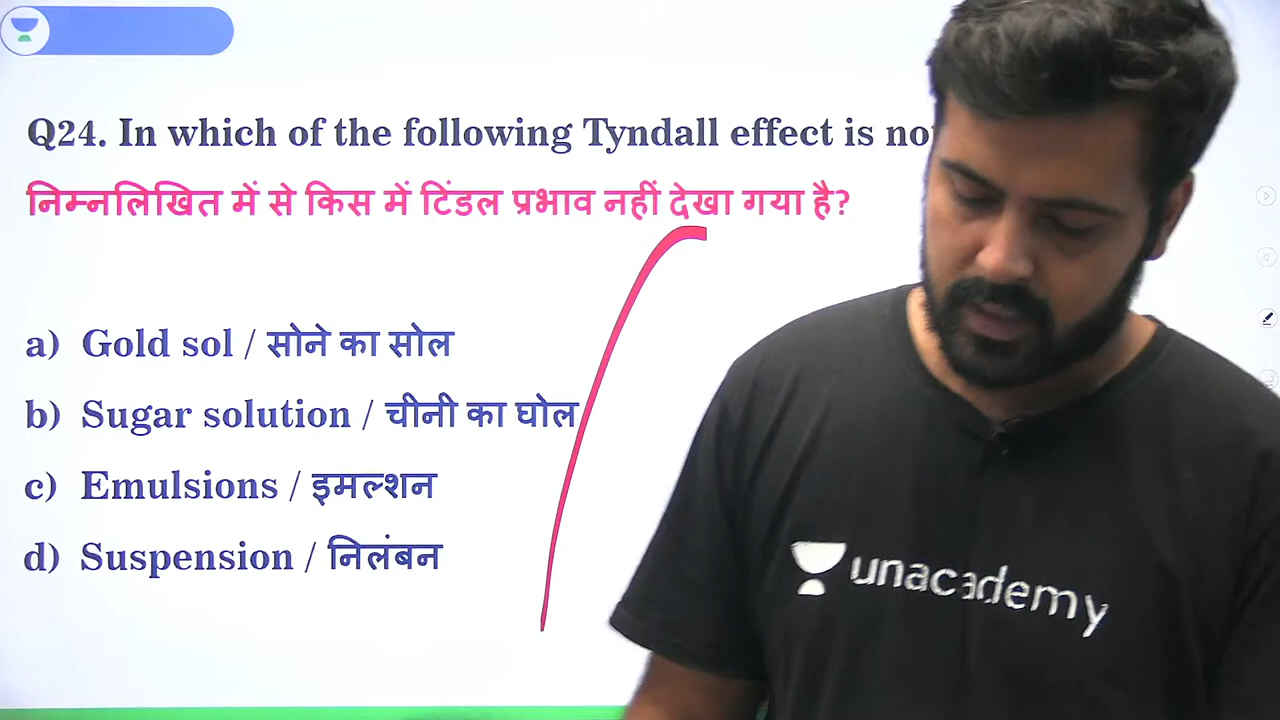 Q24. In which of the following Tyndall effect is
निम्नलिखित में से किस में टिंडल प्रभाव नहीं देखा गया है?
a) Gold sol / सोने का सोल
b) Sugar solution / चीनी का घोल
c) Emulsions / इमल्शन
d) Suspension / निलंबन
unacademy